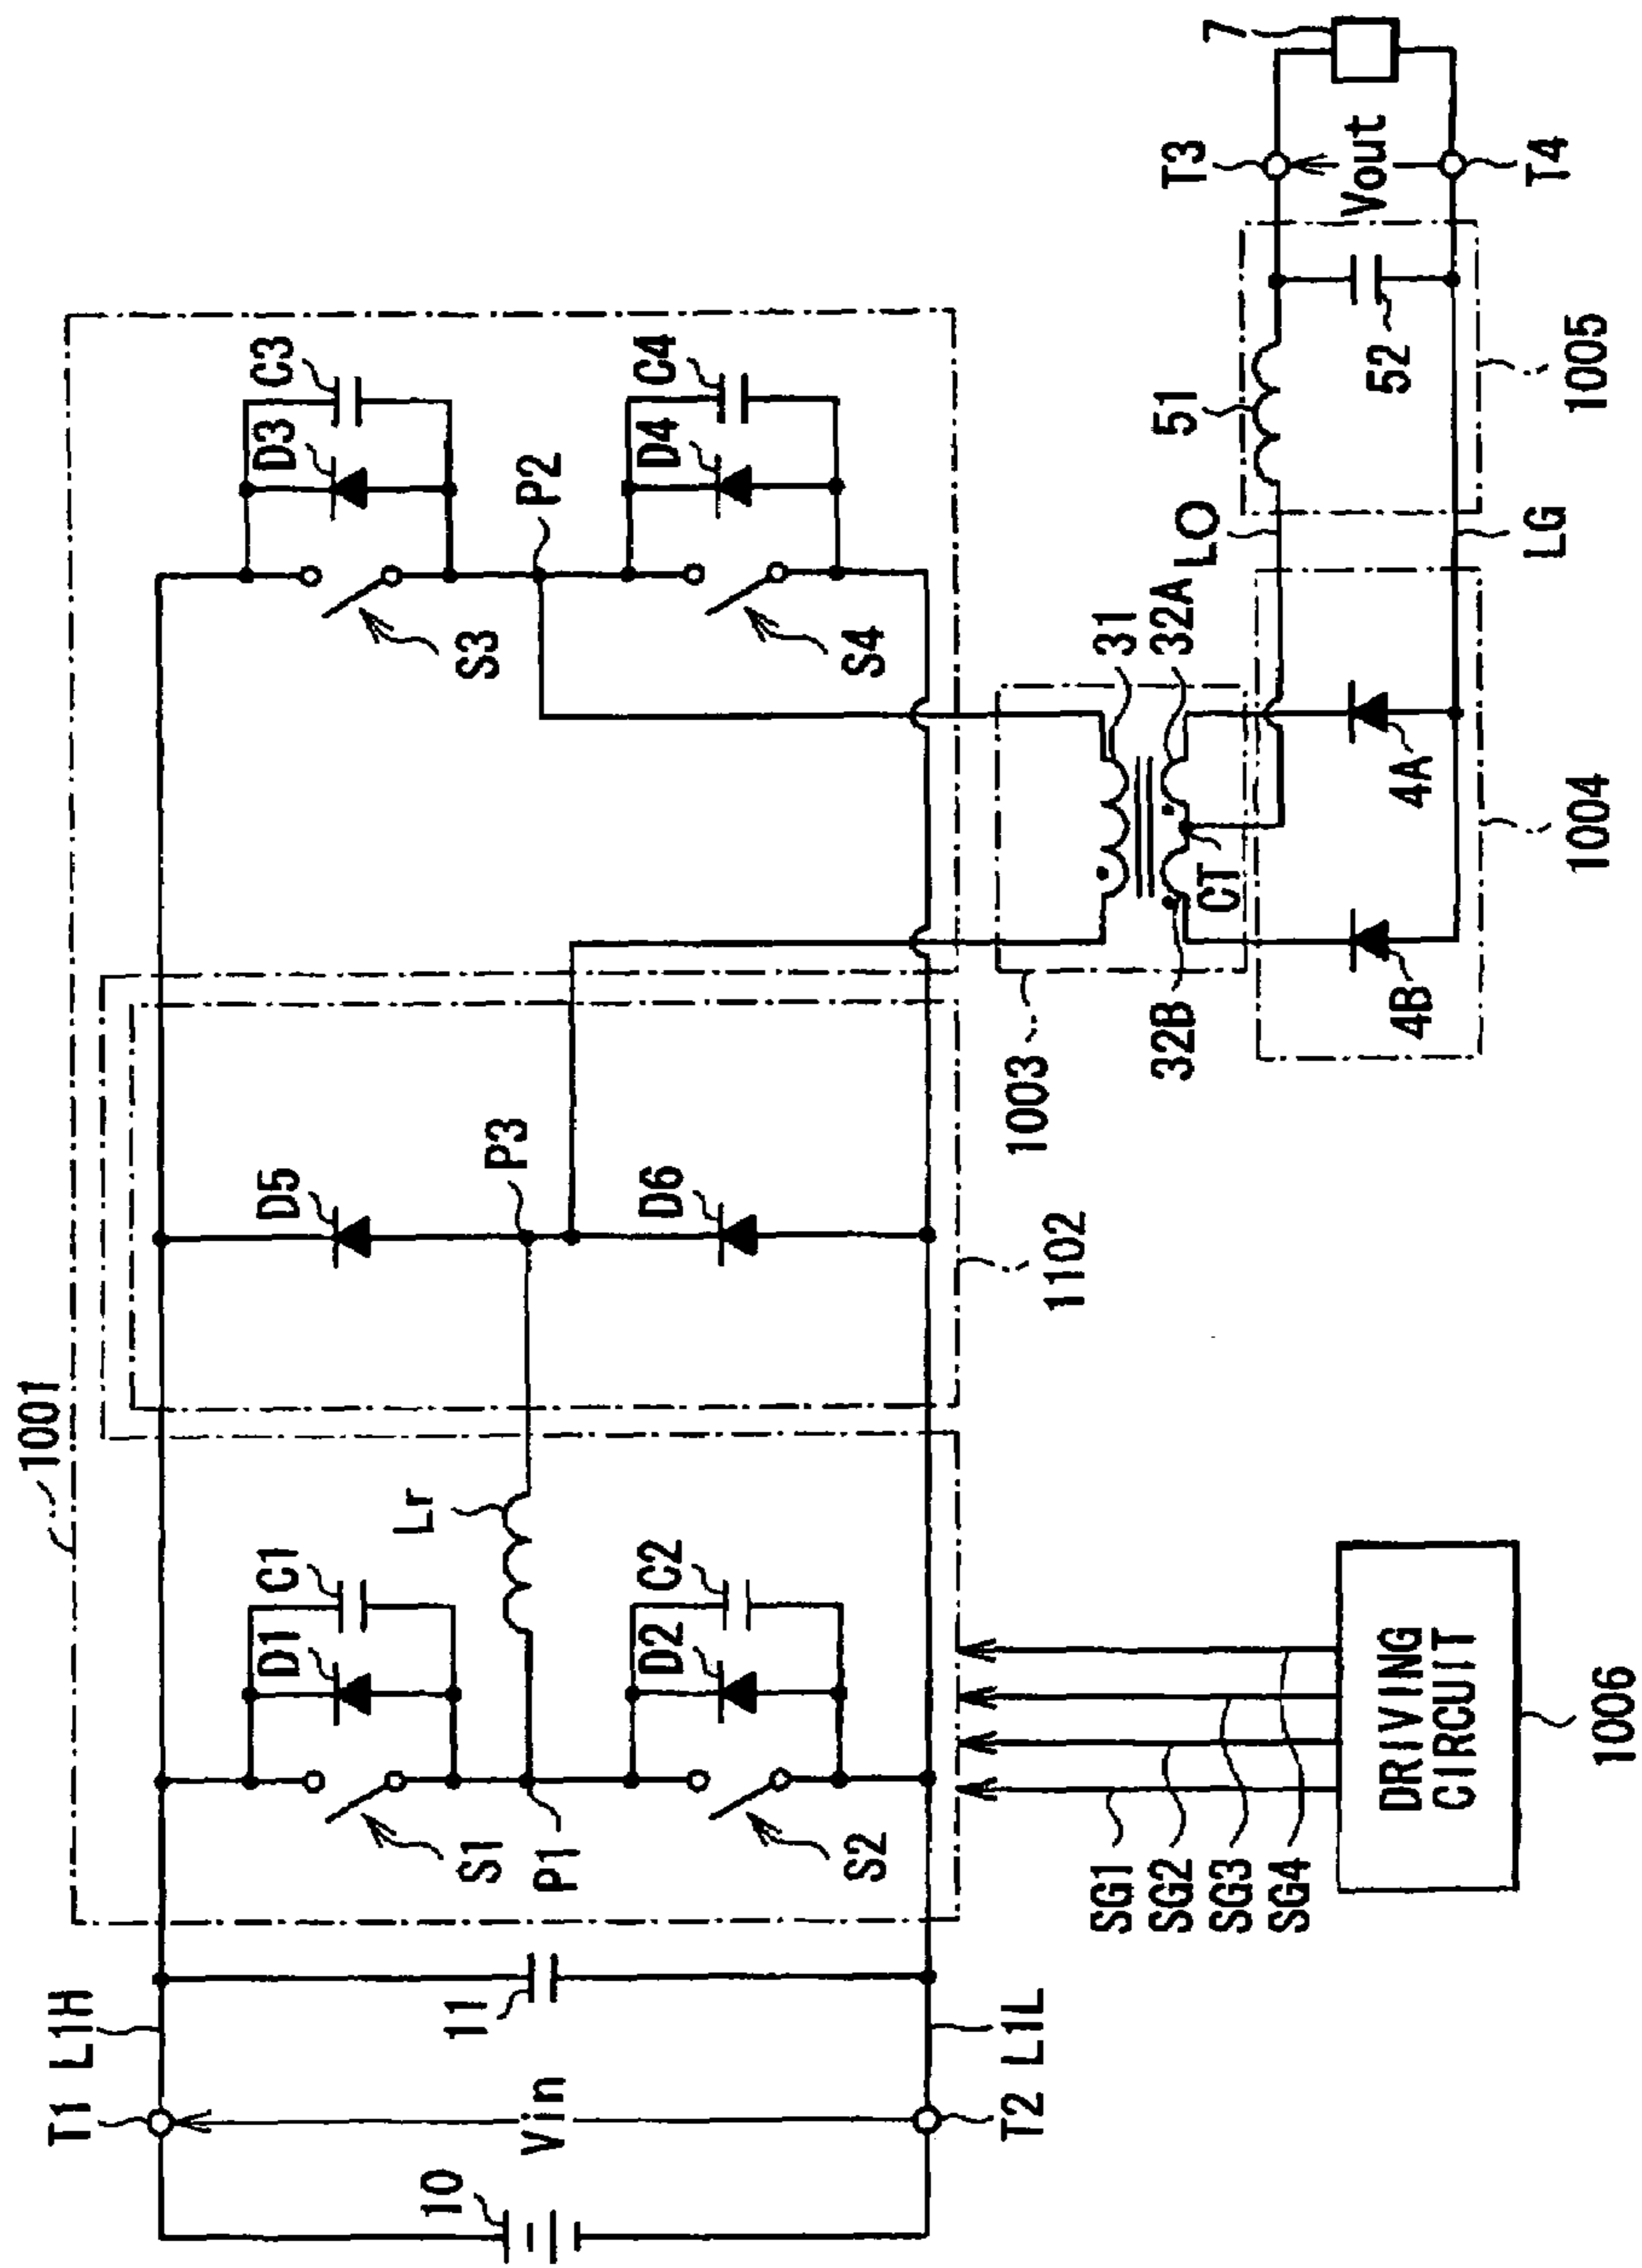 1001
T1
L1H
10
Vin
11
T2
L1L
S1
D1
C1
P1
Lr
S2
D2
C2
D5
P3
D6
1102
S3
D3
C3
P2
S4
D4
C4
1003
31
32A
32B
CT
LO
LG
4A
4B
1004
51
52
1005
T3
Vout
T4
7
SG1
SG2
SG3
SG4
DRIVING
CIRCUIT
1006